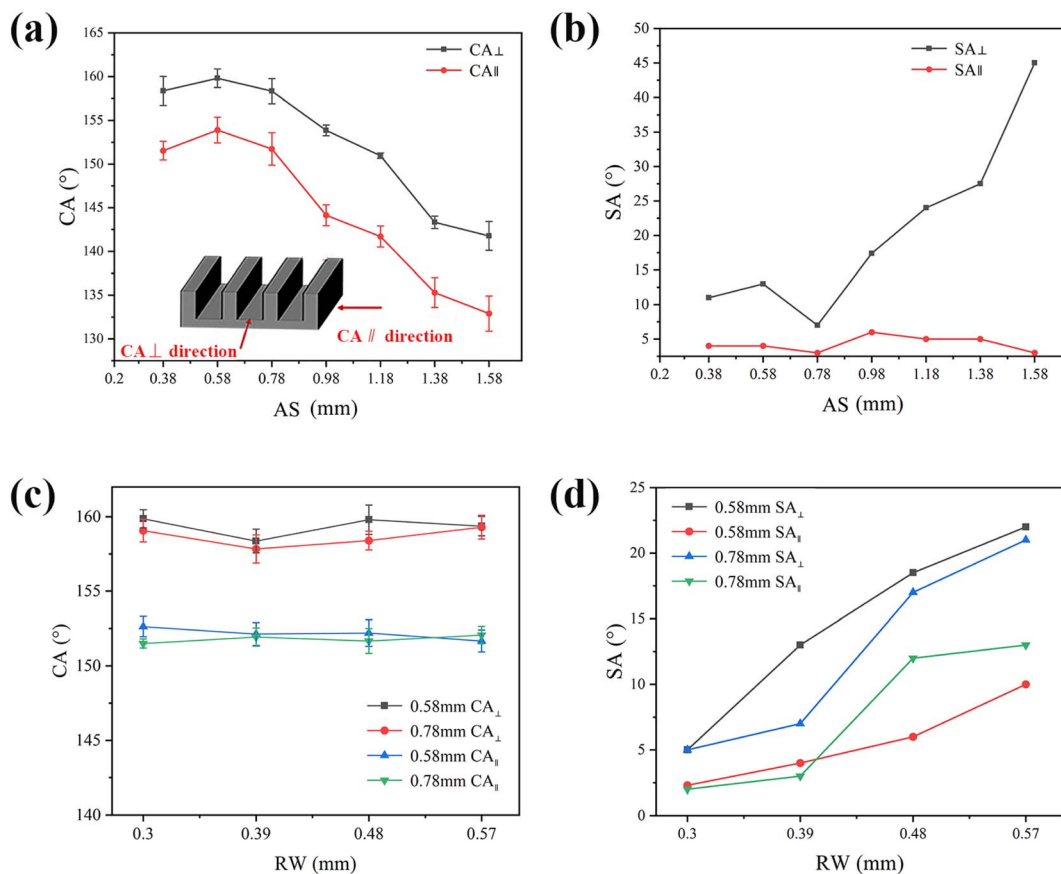 (a)
CA⊥
CA∥
CA (°)
165
160
155
150
145
140
135
130
CA⊥ direction
CA // direction
0.2 0.38 0.58 0.78 0.98 1.18 1.38 1.58
AS (mm)
(b)
SA⊥
SA∥
SA (°)
50
45
40
35
30
25
20
15
10
5
0.2 0.38 0.58 0.78 0.98 1.18 1.38 1.58
AS (mm)
(c)
CA (°)
160
155
150
145
140
0.58mm CA⊥
0.78mm CA⊥
0.58mm CA∥
0.78mm CA∥
0.3 0.39 0.48 0.57
RW (mm)
(d)
0.58mm SA⊥
0.58mm SA∥
0.78mm SA⊥
0.78mm SA∥
SA (°)
25
20
15
10
5
0
0.3 0.39 0.48 0.57
RW (mm)